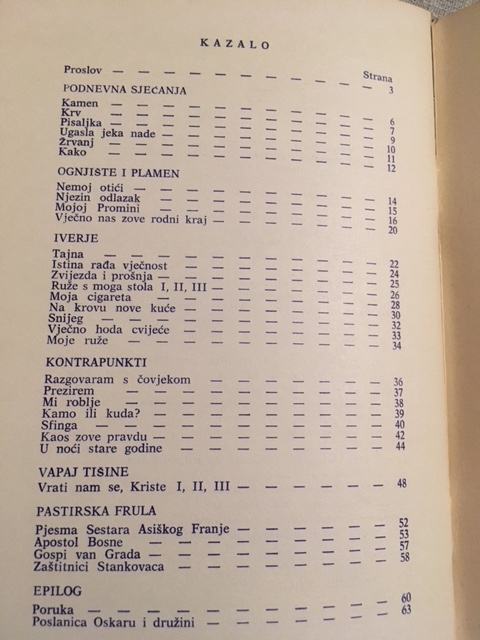 KAZALO
Strana
Proslov — — — — — — — — — — 3
PODNEVNA SJEĆANJA
Kamen — — — — — — — — — — 6
Krv — — — — — — — — — — 7
Pisaljka — — — — — — — — — — 9
Ugasla jeka nade — — — — — — — — 10
Žrvanj — — — — — — — — — — 11
Kako — — — — — — — — — — 12
OGNJIŠTE I PLAMEN
Nemoj otići — — — — — — — — — 14
Njezin odlazak — — — — — — — — 15
Mojoj Promini — — — — — — — — 16
Vječno nas zove rodni kraj — — — — — — 20
IVERJE
Tajna — — — — — — — — — — 22
Istina rađa vječnost — — — — — — — 24
Zvijezda i prošnja — — — — — — — — 25
Ruže s moga stola I, II, III — — — — — — 26
Moja cigareta — — — — — — — — 28
Na krovu nove kuće — — — — — — — 30
Snijeg — — — — — — — — — — 32
Vječno hoda cvijeće — — — — — — — 33
Moje ruže — — — — — — — — — 34
KONTRAPUNKTI
Razgovaram s čovjekom — — — — — — 36
Prezirem — — — — — — — — — 37
Mi roblje — — — — — — — — — 38
Kamo ili kuda? — — — — — — — — 39
Sfinga — — — — — — — — — — 40
Kaos zove pravdu — — — — — — — — 42
U noći stare godine — — — — — — — 44
VAPAJ TIŠINE
Vrati nam se, Kriste I, II, III — — — — — 48
PASTIRSKA FRULA
Pjesma Sestara Asiškog Franje — — — — — 52
Apostol Bosne — — — — — — — — 53
Gospi van Grada — — — — — — — — 57
Zaštitnici Stankovaca — — — — — — — 58
EPILOG
Poruka — — — — — — — — — — 60
Poslanica Oskaru i družini — — — — — — 63